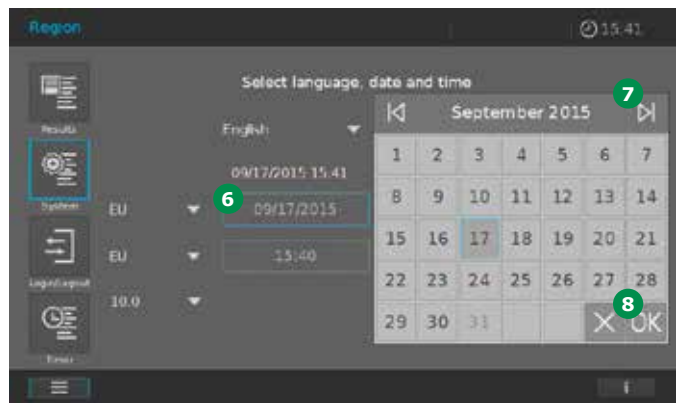 Region
15:41
Select language, date and time
7
September 2015
Results
English
1 2 3 4 5 6 7
09/17/2015 15:41
System
EU
6
09/17/2015
8 9 10 11 12 13 14
15 16 17 18 19 20 21
EU
15:40
Login/Logout
22 23 24 25 26 27 28
10.0
8
29 30 31
OK
Timer
i